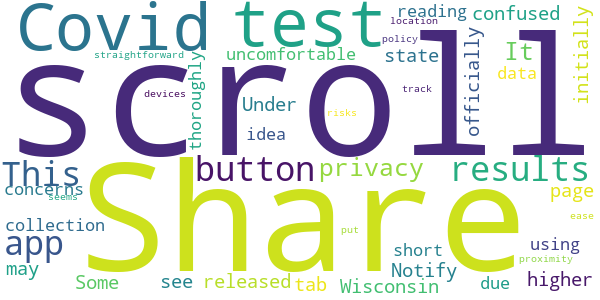 Covid test reading confused
location
straightforward uncomfortable state It
policy
officially
initially
scroll
thoroughly
devices Under track data
idea risks
This button privacy results
concerns Share page
seems
collection ease
app put short using
proximity
may Some see released tab Wisconsin Notify due higher